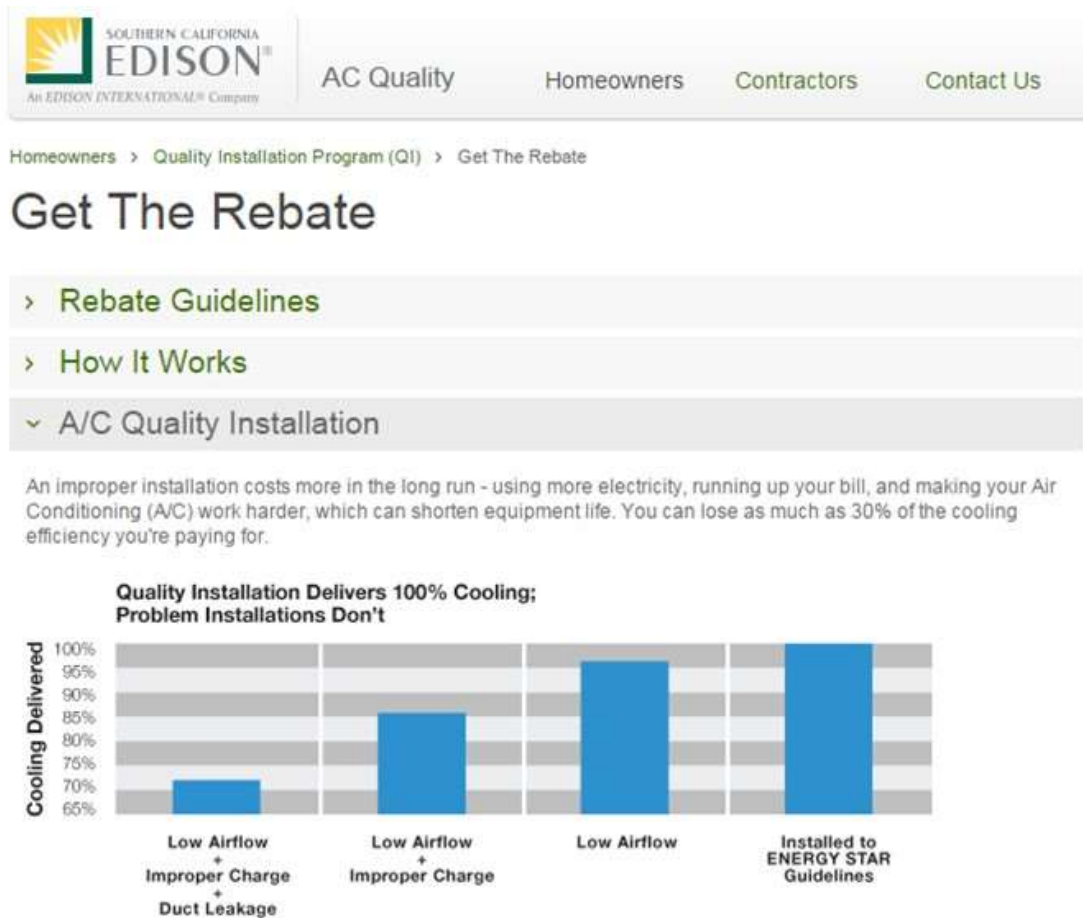 SOUTHERN CALIFORNIA
EDISON®
An EDISON INTERNATIONAL® Company
AC Quality
Homeowners
Contractors
Contact Us
Homeowners > Quality Installation Program (QI) > Get The Rebate
Get The Rebate
> Rebate Guidelines
> How It Works
A/C Quality Installation
An improper installation costs more in the long run - using more electricity, running up your bill, and making your Air
Conditioning (A/C) work harder, which can shorten equipment life. You can lose as much as 30% of the cooling
efficiency you're paying for.
Quality Installation Delivers 100% Cooling;
Problem Installations Don't
Cooling Delivered
100%
95%
90%
85%
80%
75%
70%
65%
Low Airflow
+
Improper Charge
+
Duct Leakage
Low Airflow
+
Improper Charge
Low Airflow
Installed to
ENERGY STAR
Guidelines